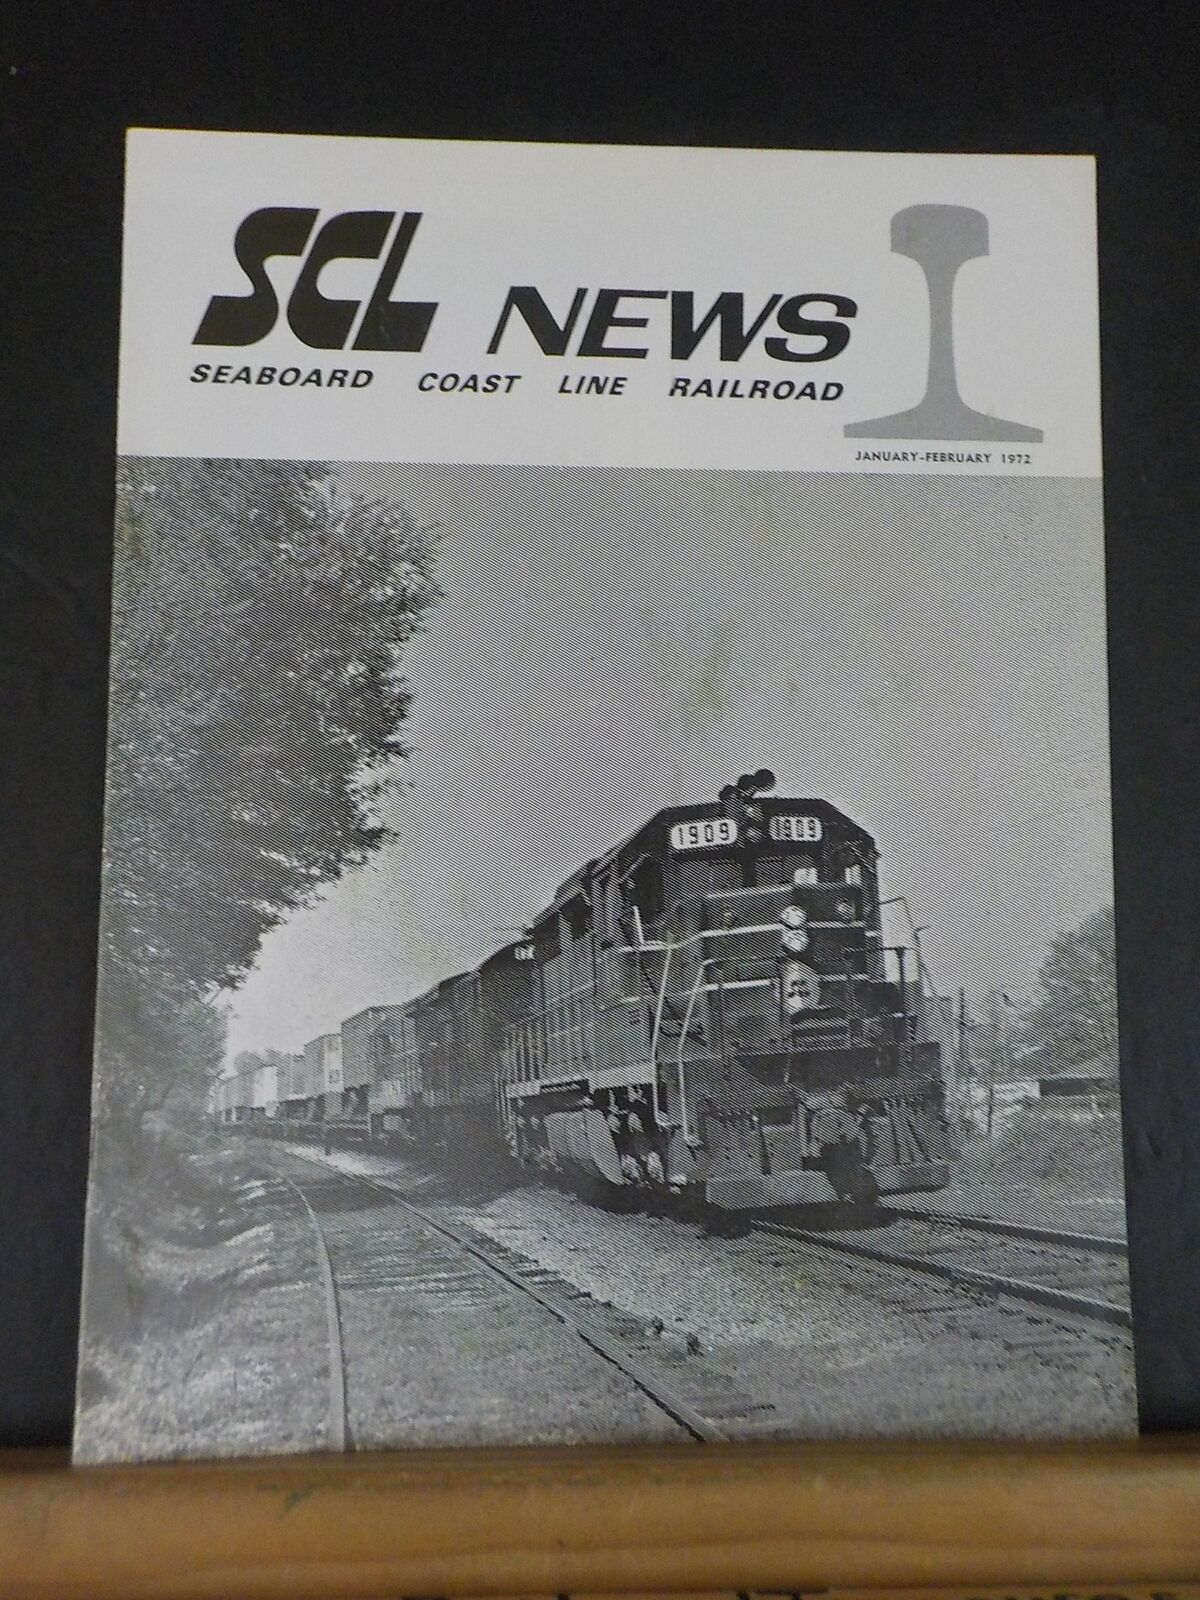 SCL NEWS
SEABOARD COAST LINE RAILROAD
JANUARY-FEBRUARY 1972
1909 1909